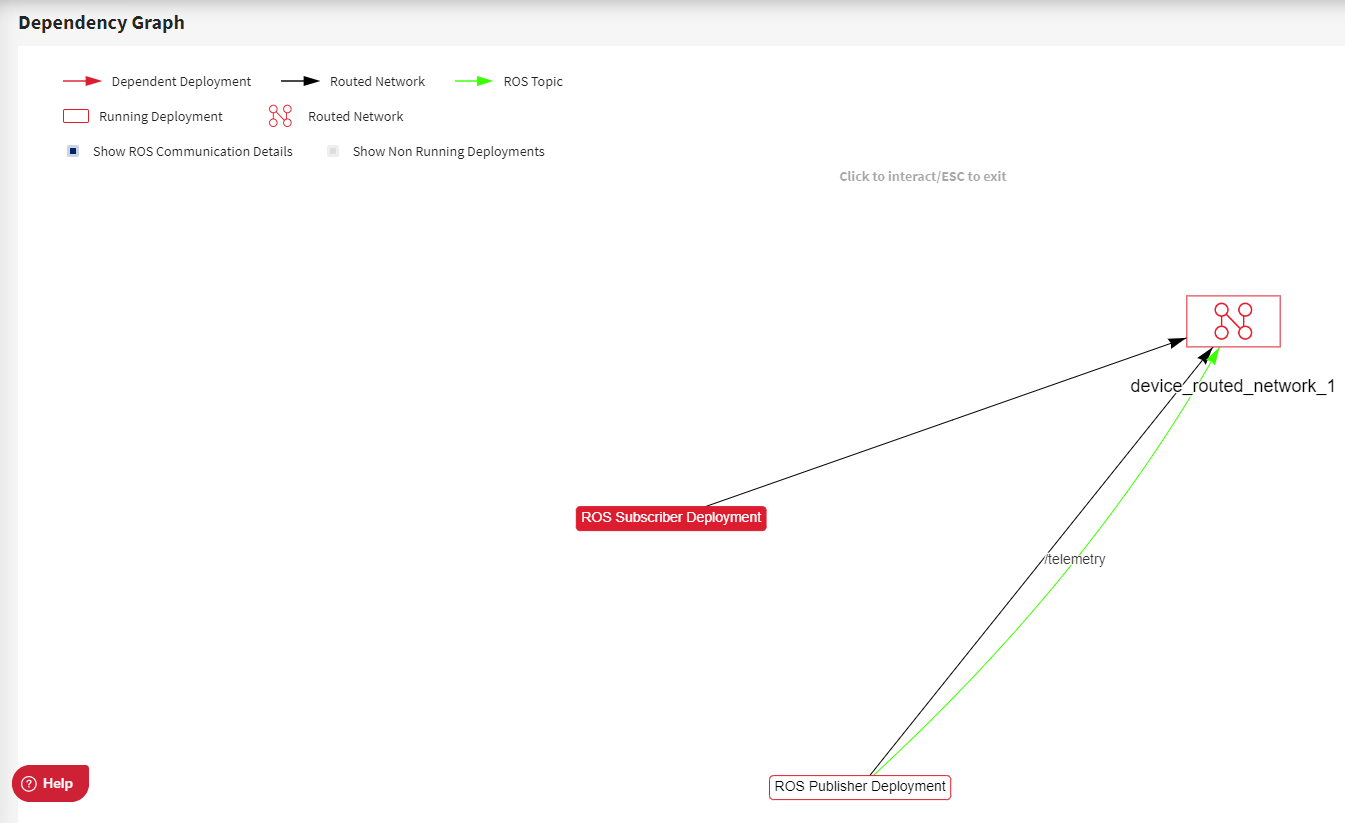 Dependency Graph
Dependent Deployment Routed Network ROS Topic
Running Deployment Routed Network
Show ROS Communication Details Show Non Running Deployments
Click to interact/ESC to exit
device_routed_network_1
ROS Subscriber Deployment
/telemetry
? Help
ROS Publisher Deployment